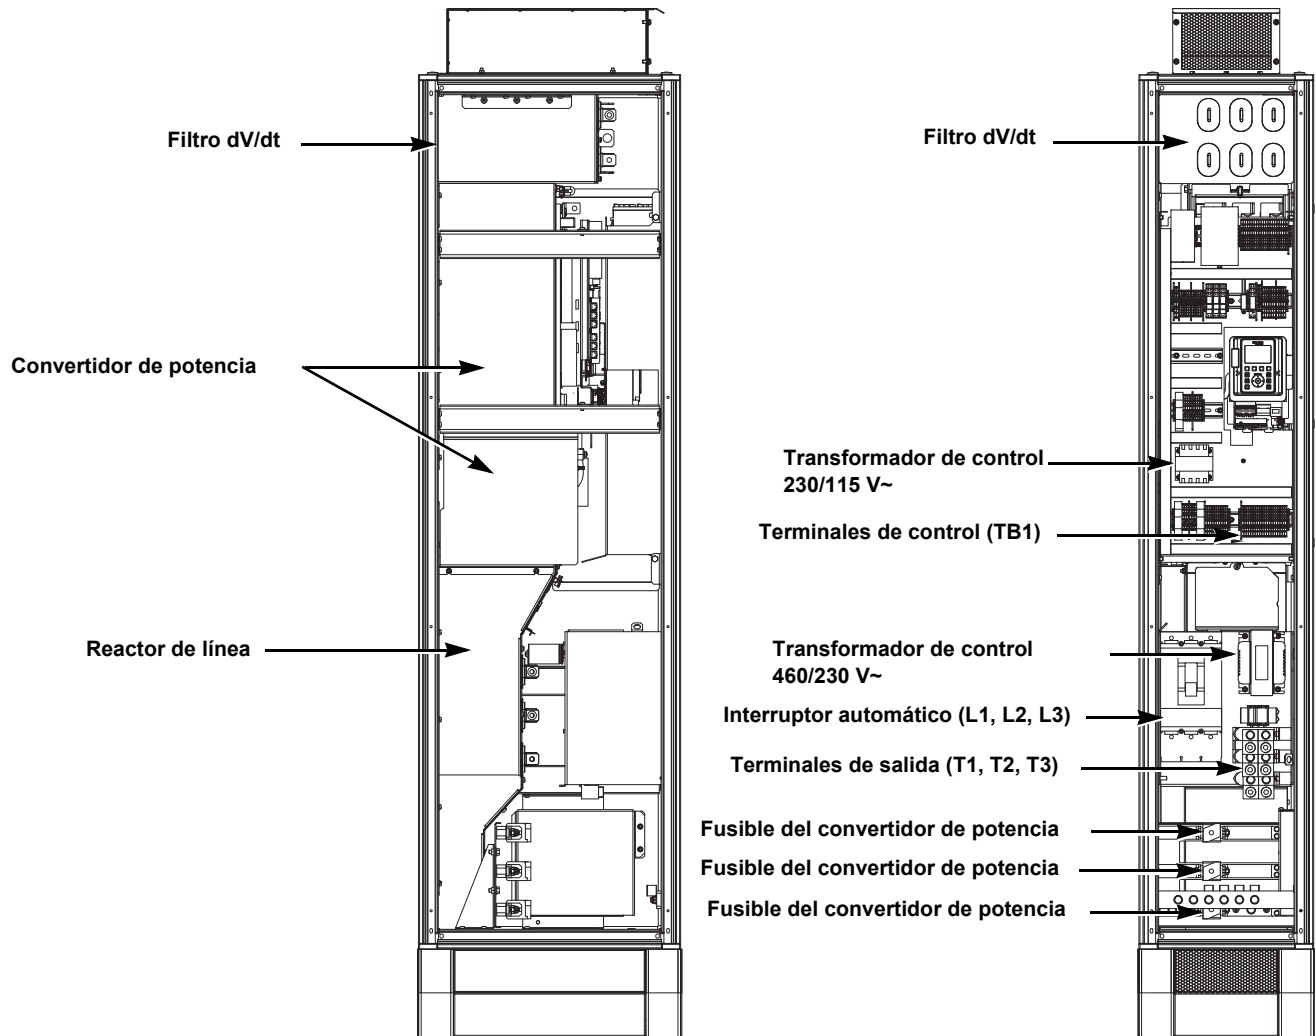 Filtro dV/dt
Convertidor de potencia
Reactor de línea
Filtro dV/dt
Transformador de control
230/115 V~
Terminales de control (TB1)
Transformador de control
460/230 V~
Interruptor automático (L1, L2, L3)
Terminales de salida (T1, T2, T3)
Fusible del convertidor de potencia
Fusible del convertidor de potencia
Fusible del convertidor de potencia